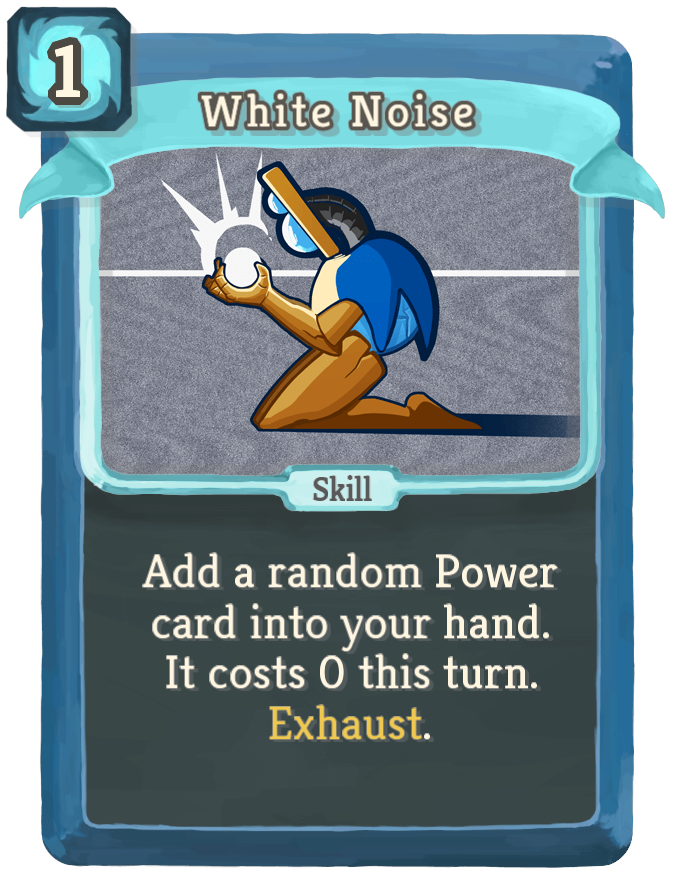 1
White Noise
Skill
Add a random Power
card into your hand.
It costs 0 this turn.
Exhaust.